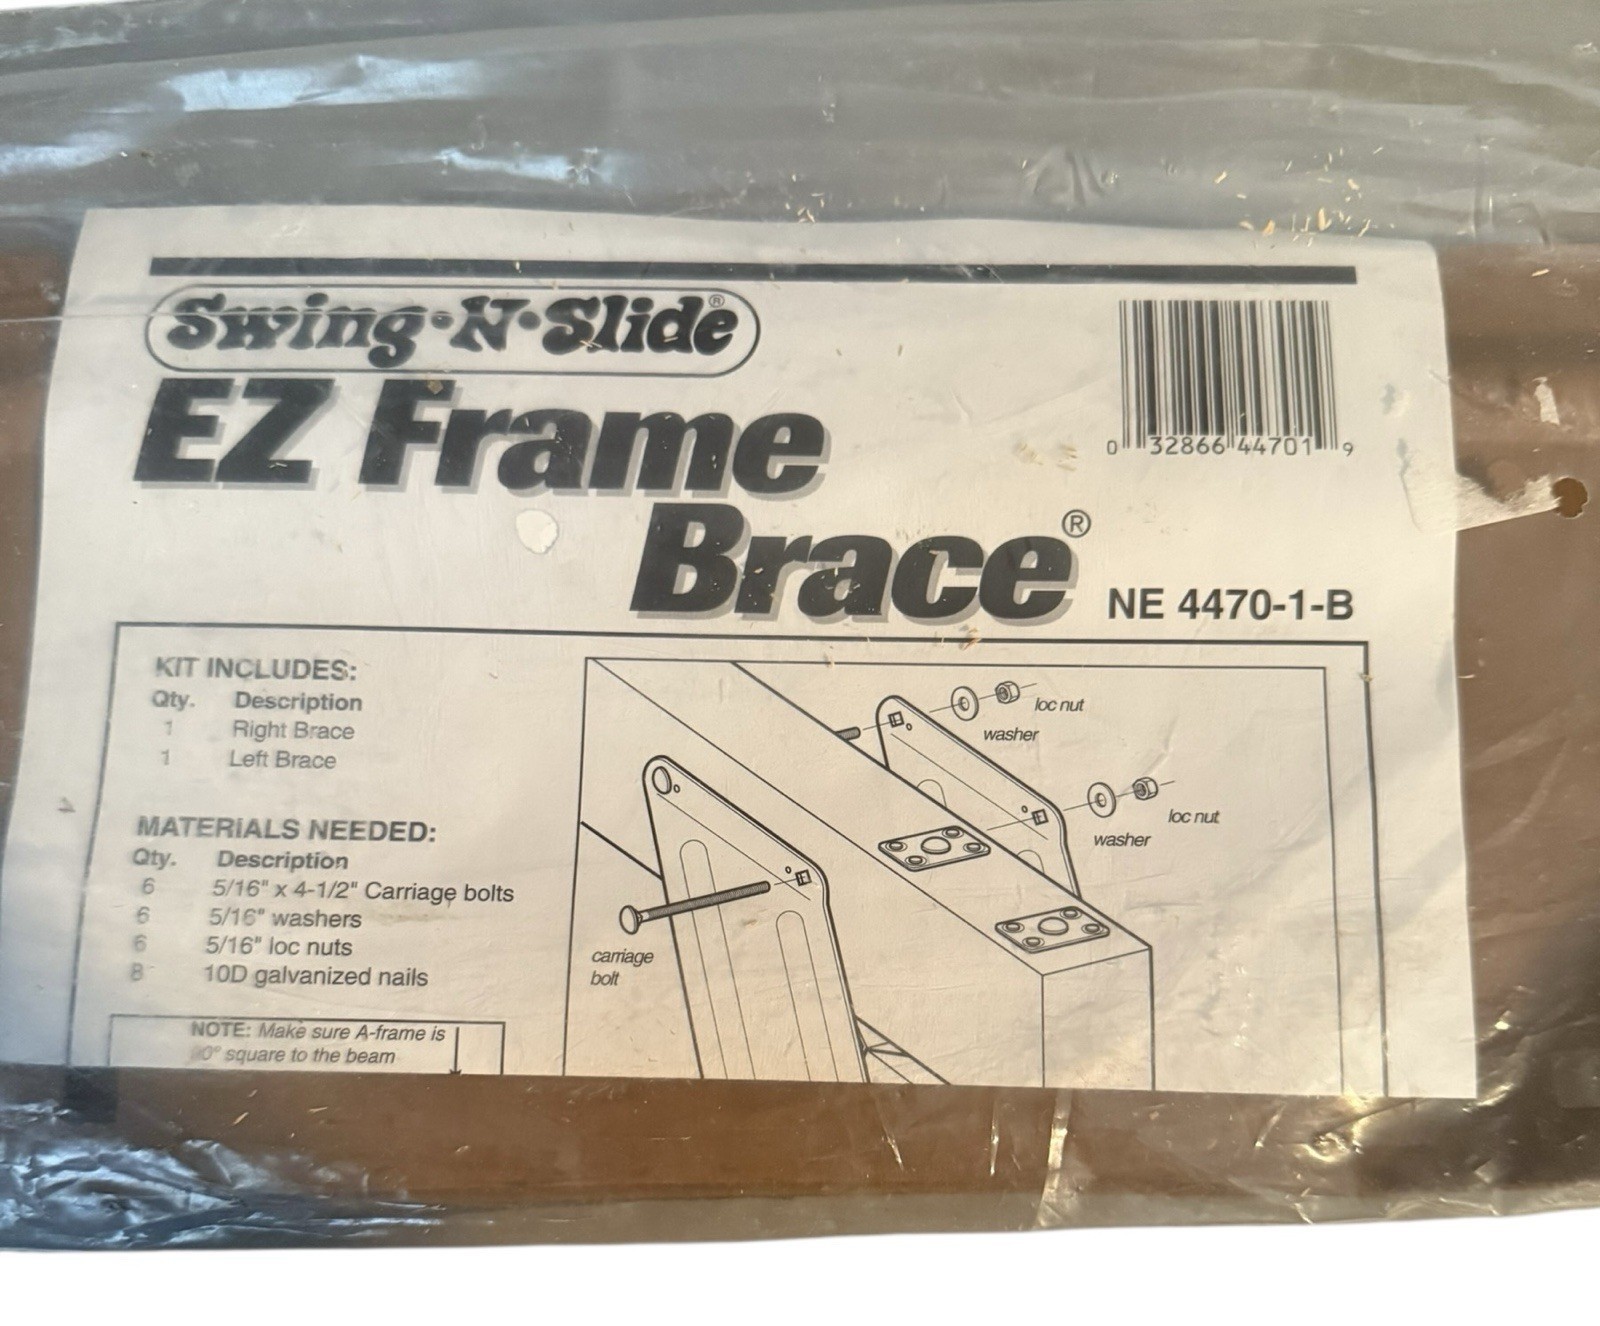 Swing·N·Slide®
EZ Frame
Brace®
NE 4470-1-B
0 32866 44701 9
KIT INCLUDES:
Qty. Description
1 Right Brace
1 Left Brace
MATERIALS NEEDED:
Qty. Description
6 5/16" x 4-1/2" Carriage bolts
6 5/16" washers
6 5/16" loc nuts
8 10D galvanized nails
NOTE: Make sure A-frame is
90° square to the beam
loc nut
washer
loc nut
washer
carriage
bolt